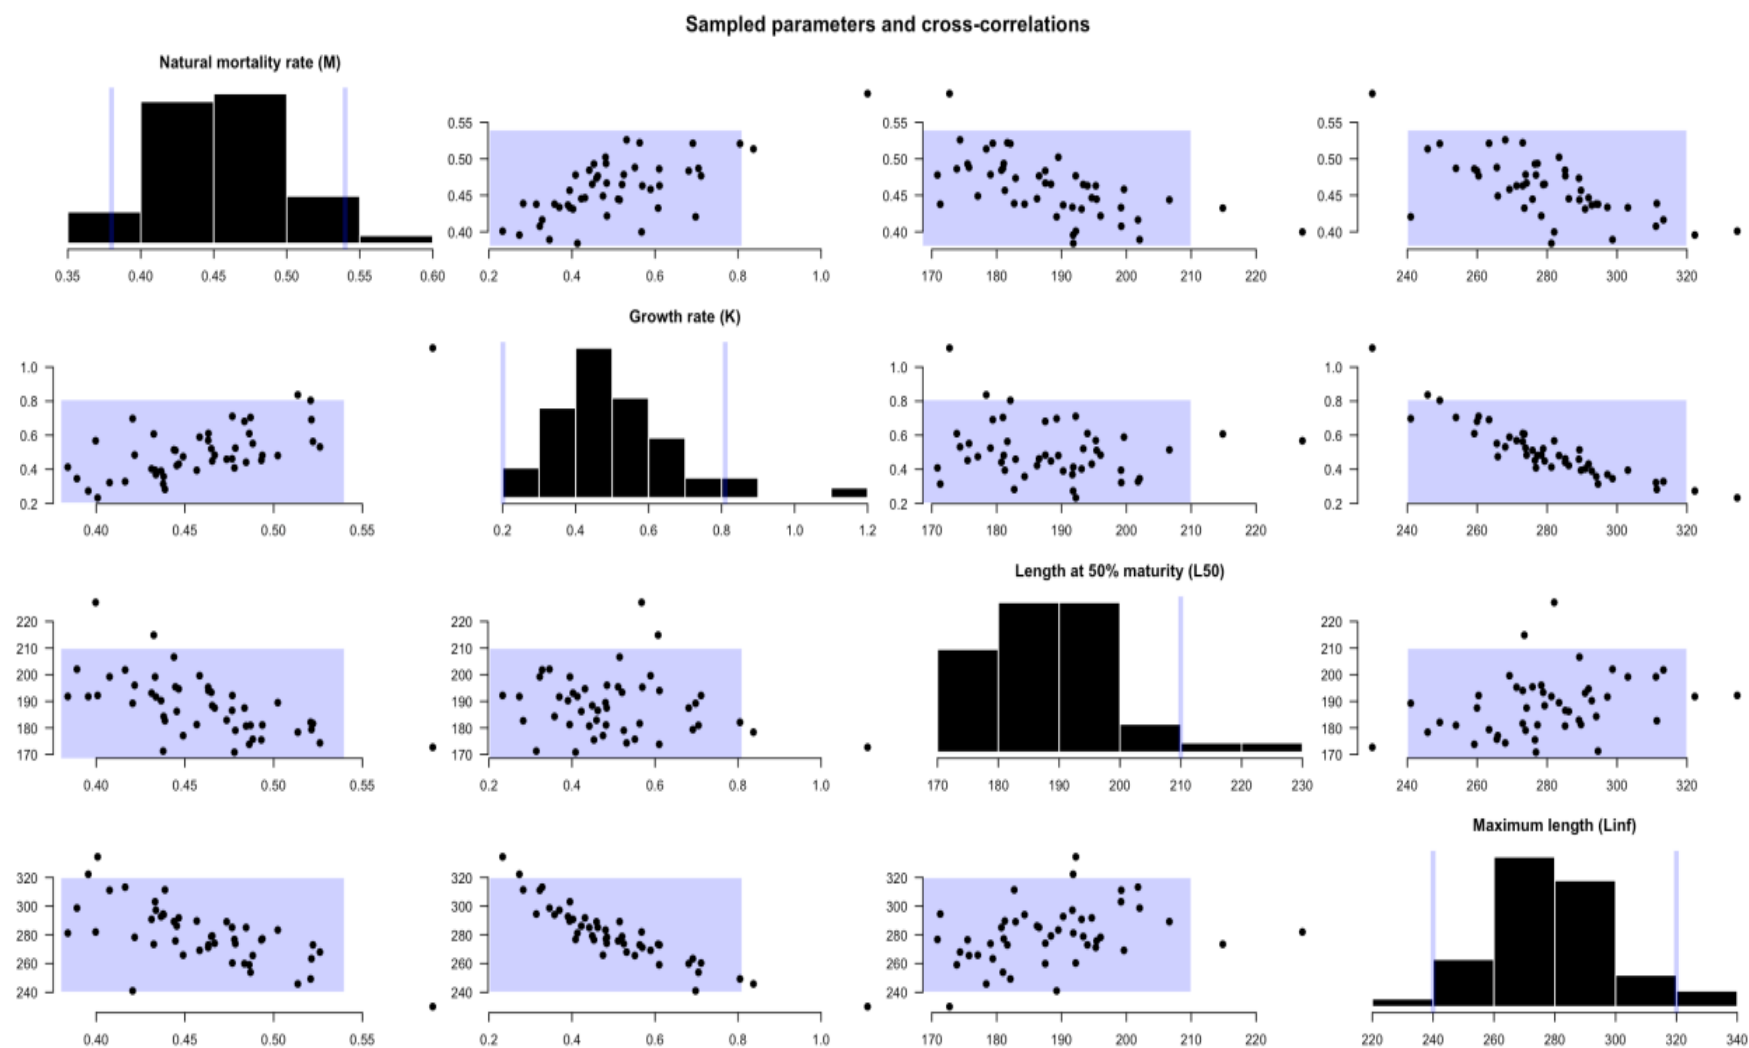 Sampled parameters and cross-correlations
Natural mortality rate (M)
0.35 0.40 0.45 0.50 0.55 0.60
0.55
0.50
0.45
0.40
0.2 0.4 0.6 0.8 1.0
0.55
0.50
0.45
0.40
170 180 190 200 210 220
0.55
0.50
0.45
0.40
240 260 280 300 320
1.0
0.8
0.6
0.4
0.2
0.40 0.45 0.50 0.55
Growth rate (K)
0.2 0.4 0.6 0.8 1.0 1.2
1.0
0.8
0.6
0.4
0.2
170 180 190 200 210 220
1.0
0.8
0.6
0.4
0.2
240 260 280 300 320
220
210
200
190
180
170
0.40 0.45 0.50 0.55
220
210
200
190
180
170
0.2 0.4 0.6 0.8 1.0
Length at 50% maturity (L50)
170 180 190 200 210 220 230
220
210
200
190
180
170
240 260 280 300 320
320
300
280
260
240
0.40 0.45 0.50 0.55
320
300
280
260
240
0.2 0.4 0.6 0.8 1.0
320
300
280
260
240
170 180 190 200 210 220
Maximum length (Linf)
220 240 260 280 300 320 340